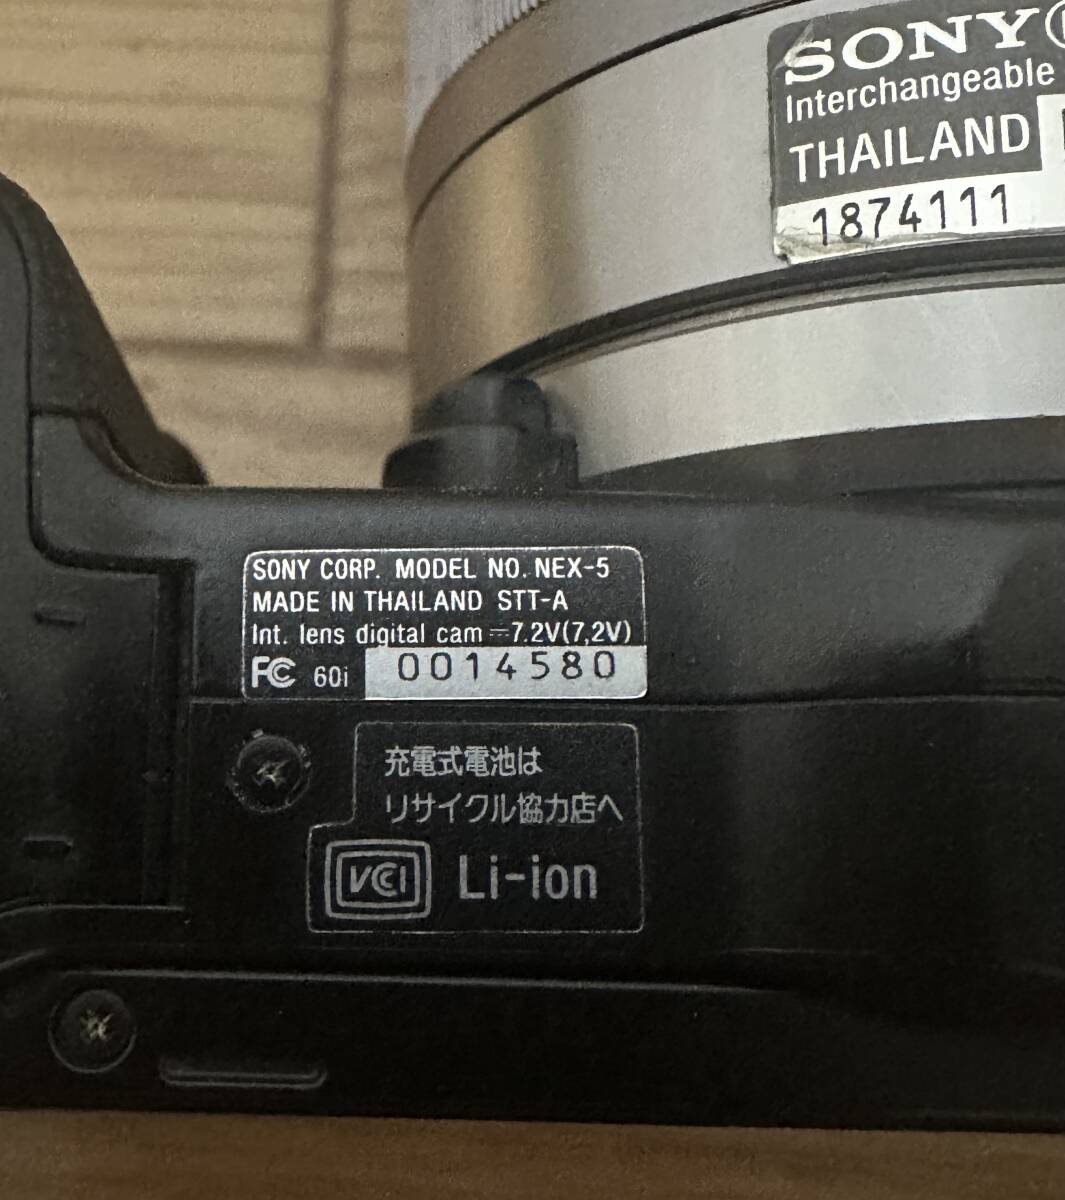 SONY
Interchangeable
THAILAND
1874111
SONY CORP. MODEL NO. NEX-5
MADE IN THAILAND STT-A
Int. lens digital cam ⎓7.2V(7,2V)
FC 60i 0014580
充電式電池は
リサイクル協力店へ
VCCI Li-ion